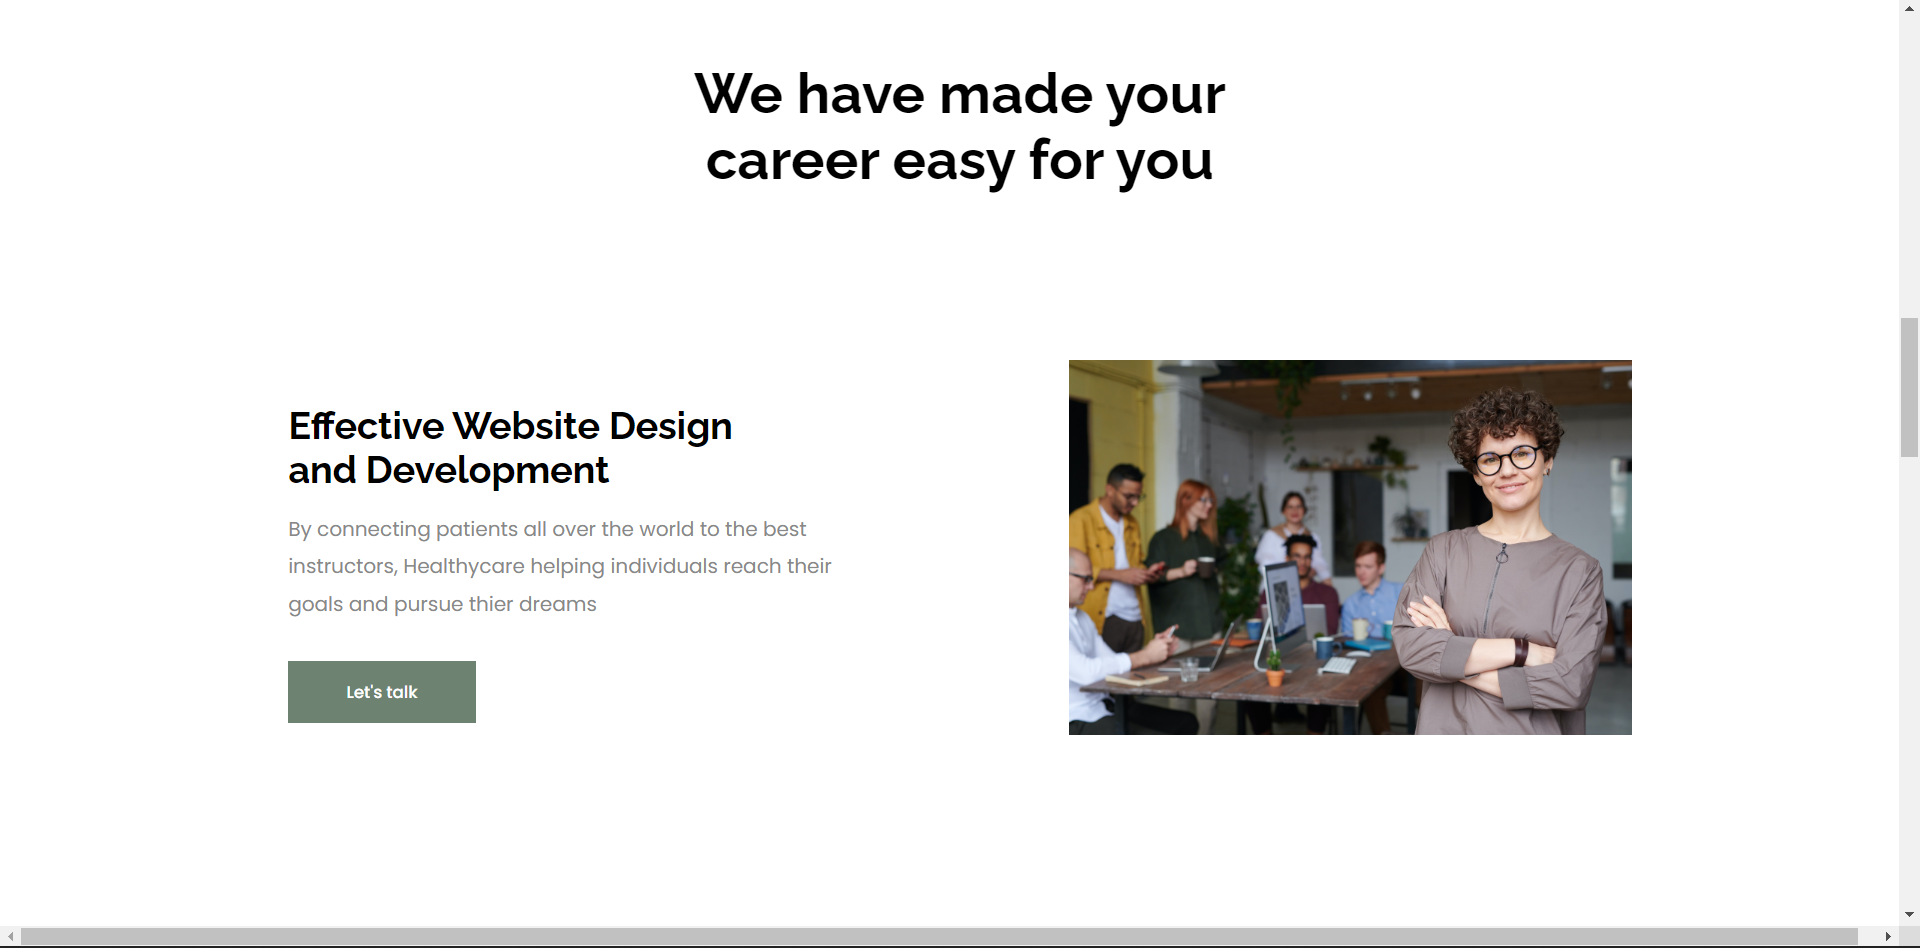 We have made your
career easy for you
Effective Website Design
and Development
By connecting patients all over the world to the best
instructors, Healthycare helping individuals reach their
goals and pursue thier dreams
Let's talk